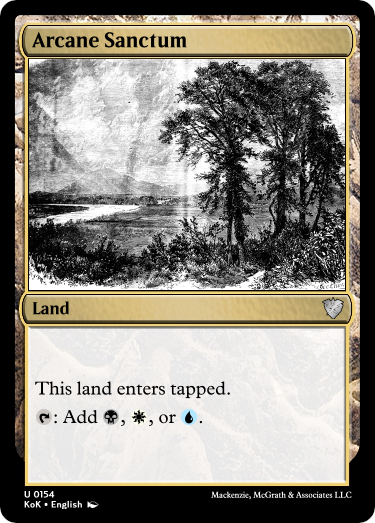 Arcane Sanctum
Land
This land enters tapped.
: Add , , or .
U 0154
KoK • English
Mackenzie, McGrath & Associates LLC